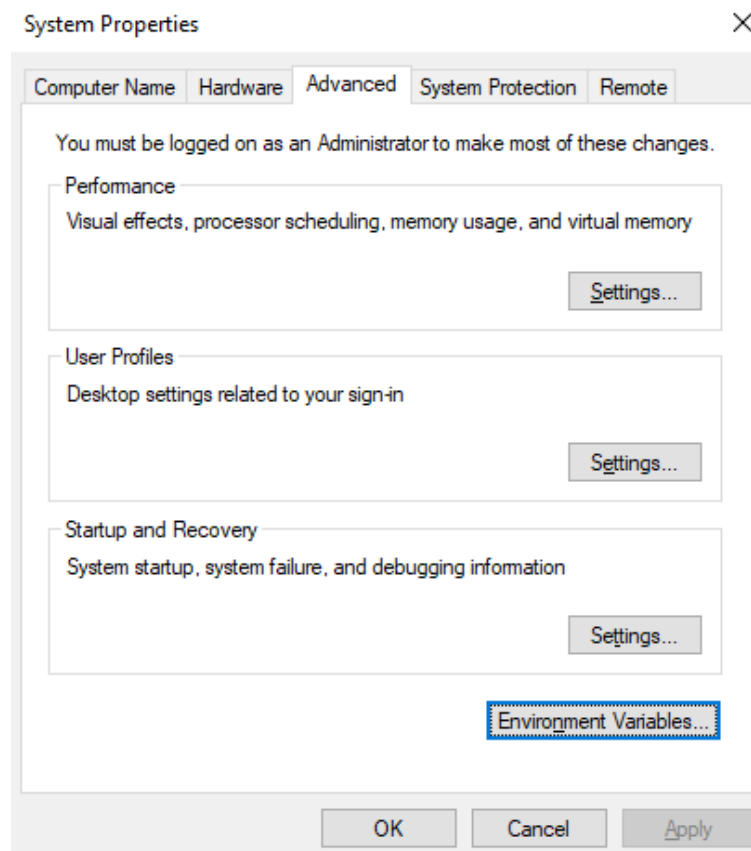 System Properties
Computer Name
Hardware
Advanced
System Protection
Remote
You must be logged on as an Administrator to make most of these changes.
Performance
Visual effects, processor scheduling, memory usage, and virtual memory
Settings...
User Profiles
Desktop settings related to your sign-in
Settings...
Startup and Recovery
System startup, system failure, and debugging information
Settings...
Environment Variables...
OK
Cancel
Apply